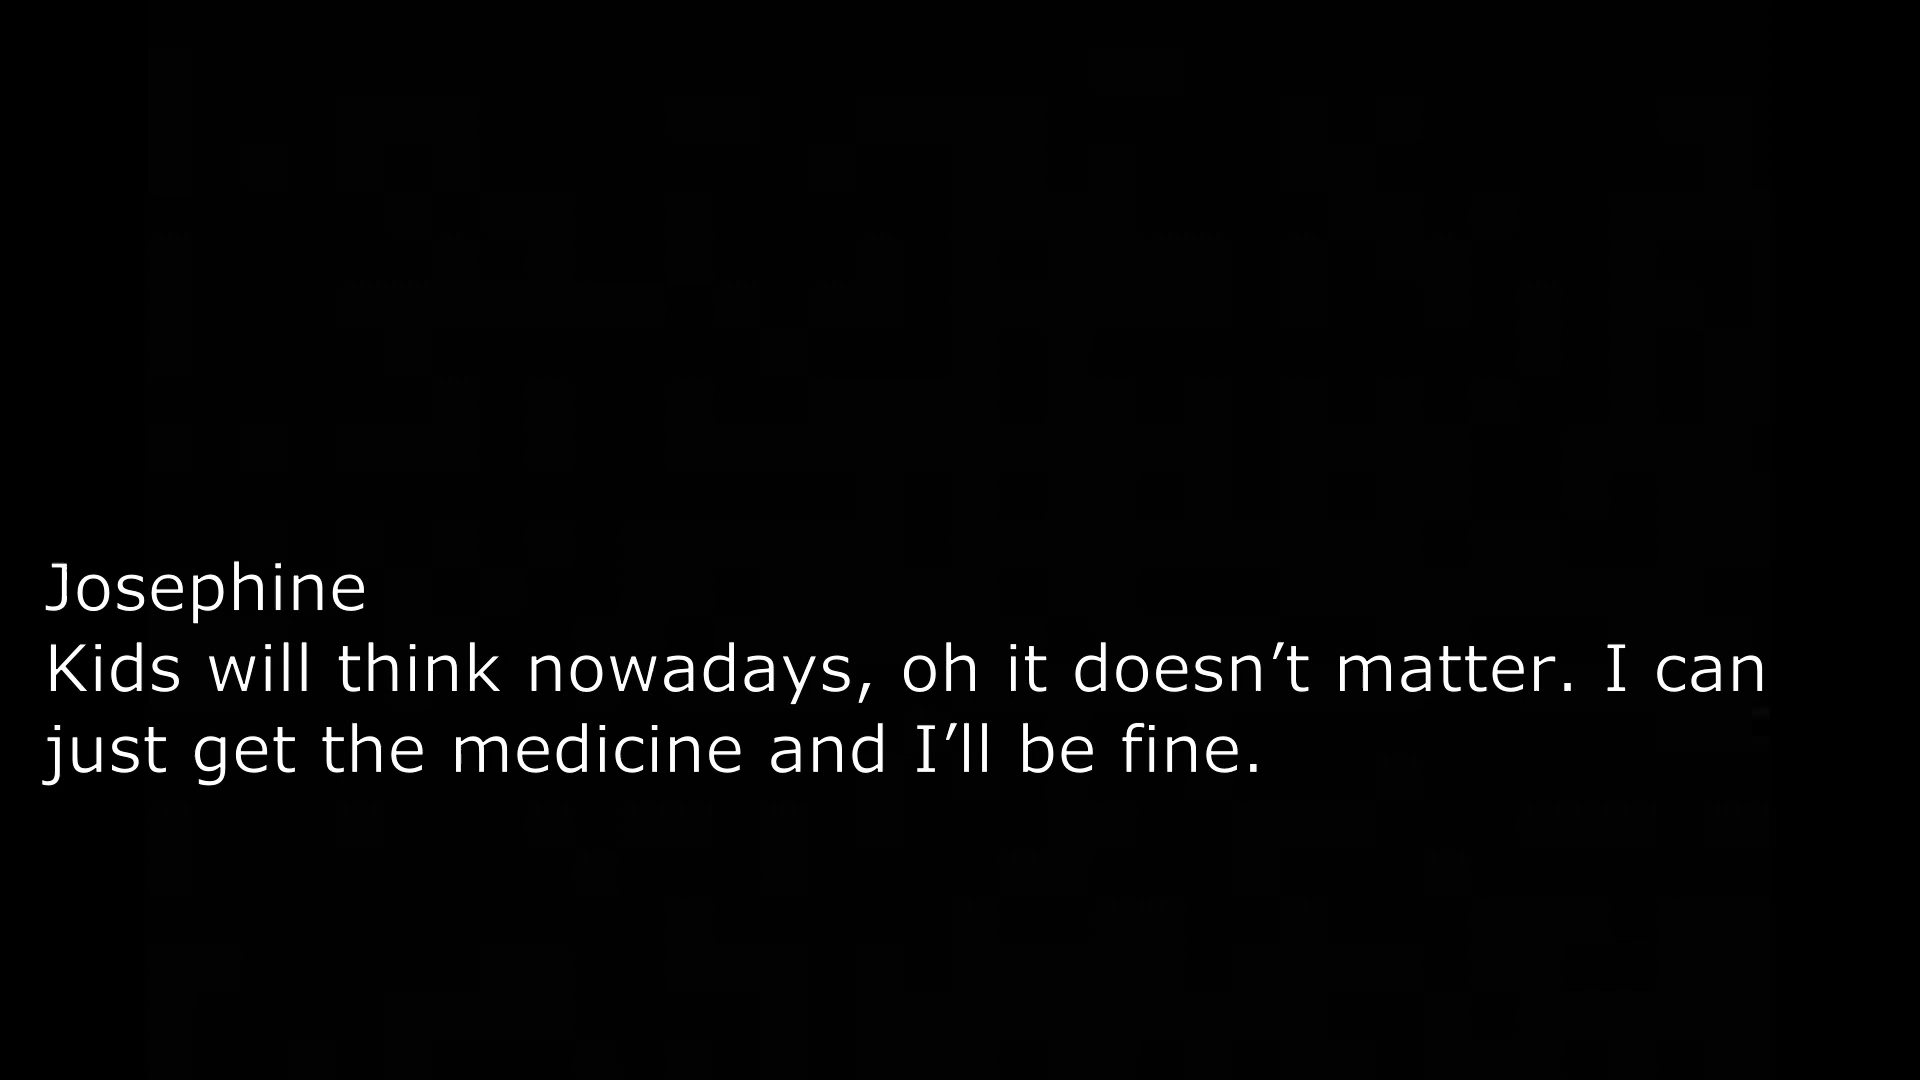 Josephine
Kids will think nowadays, oh it doesn’t matter. I can
just get the medicine and I’ll be fine.